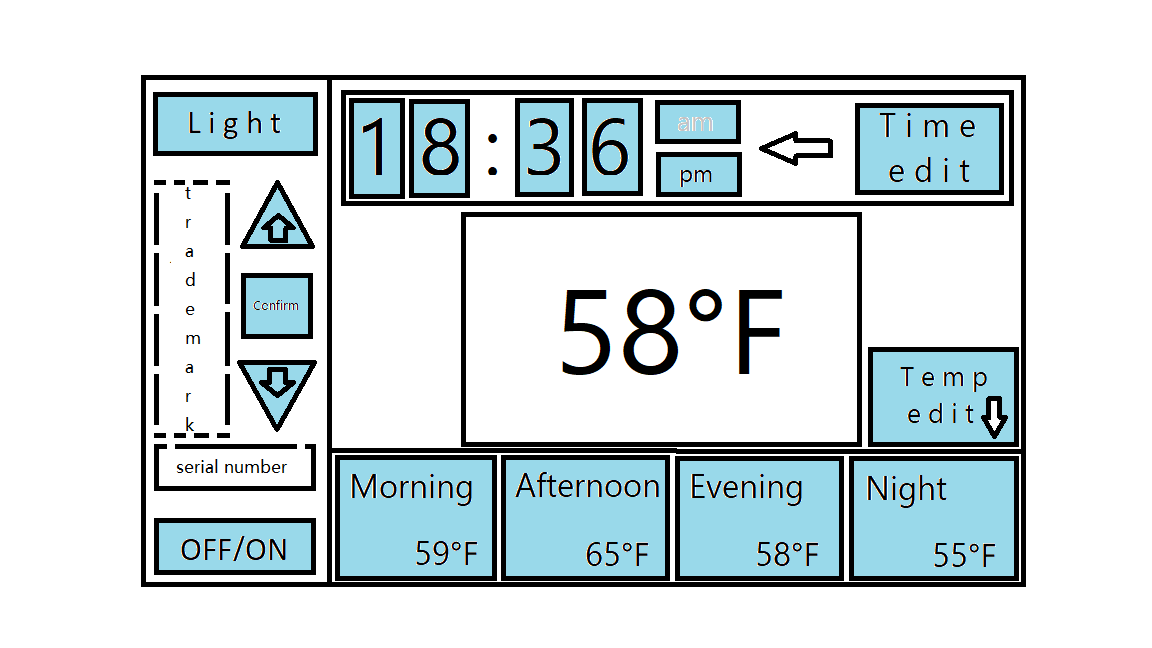 Light
18:36
am
pm
Time
edit
trademark
Confirm
58°F
Temp
edit
serial number
OFF/ON
Morning
59°F
Afternoon
65°F
Evening
58°F
Night
55°F